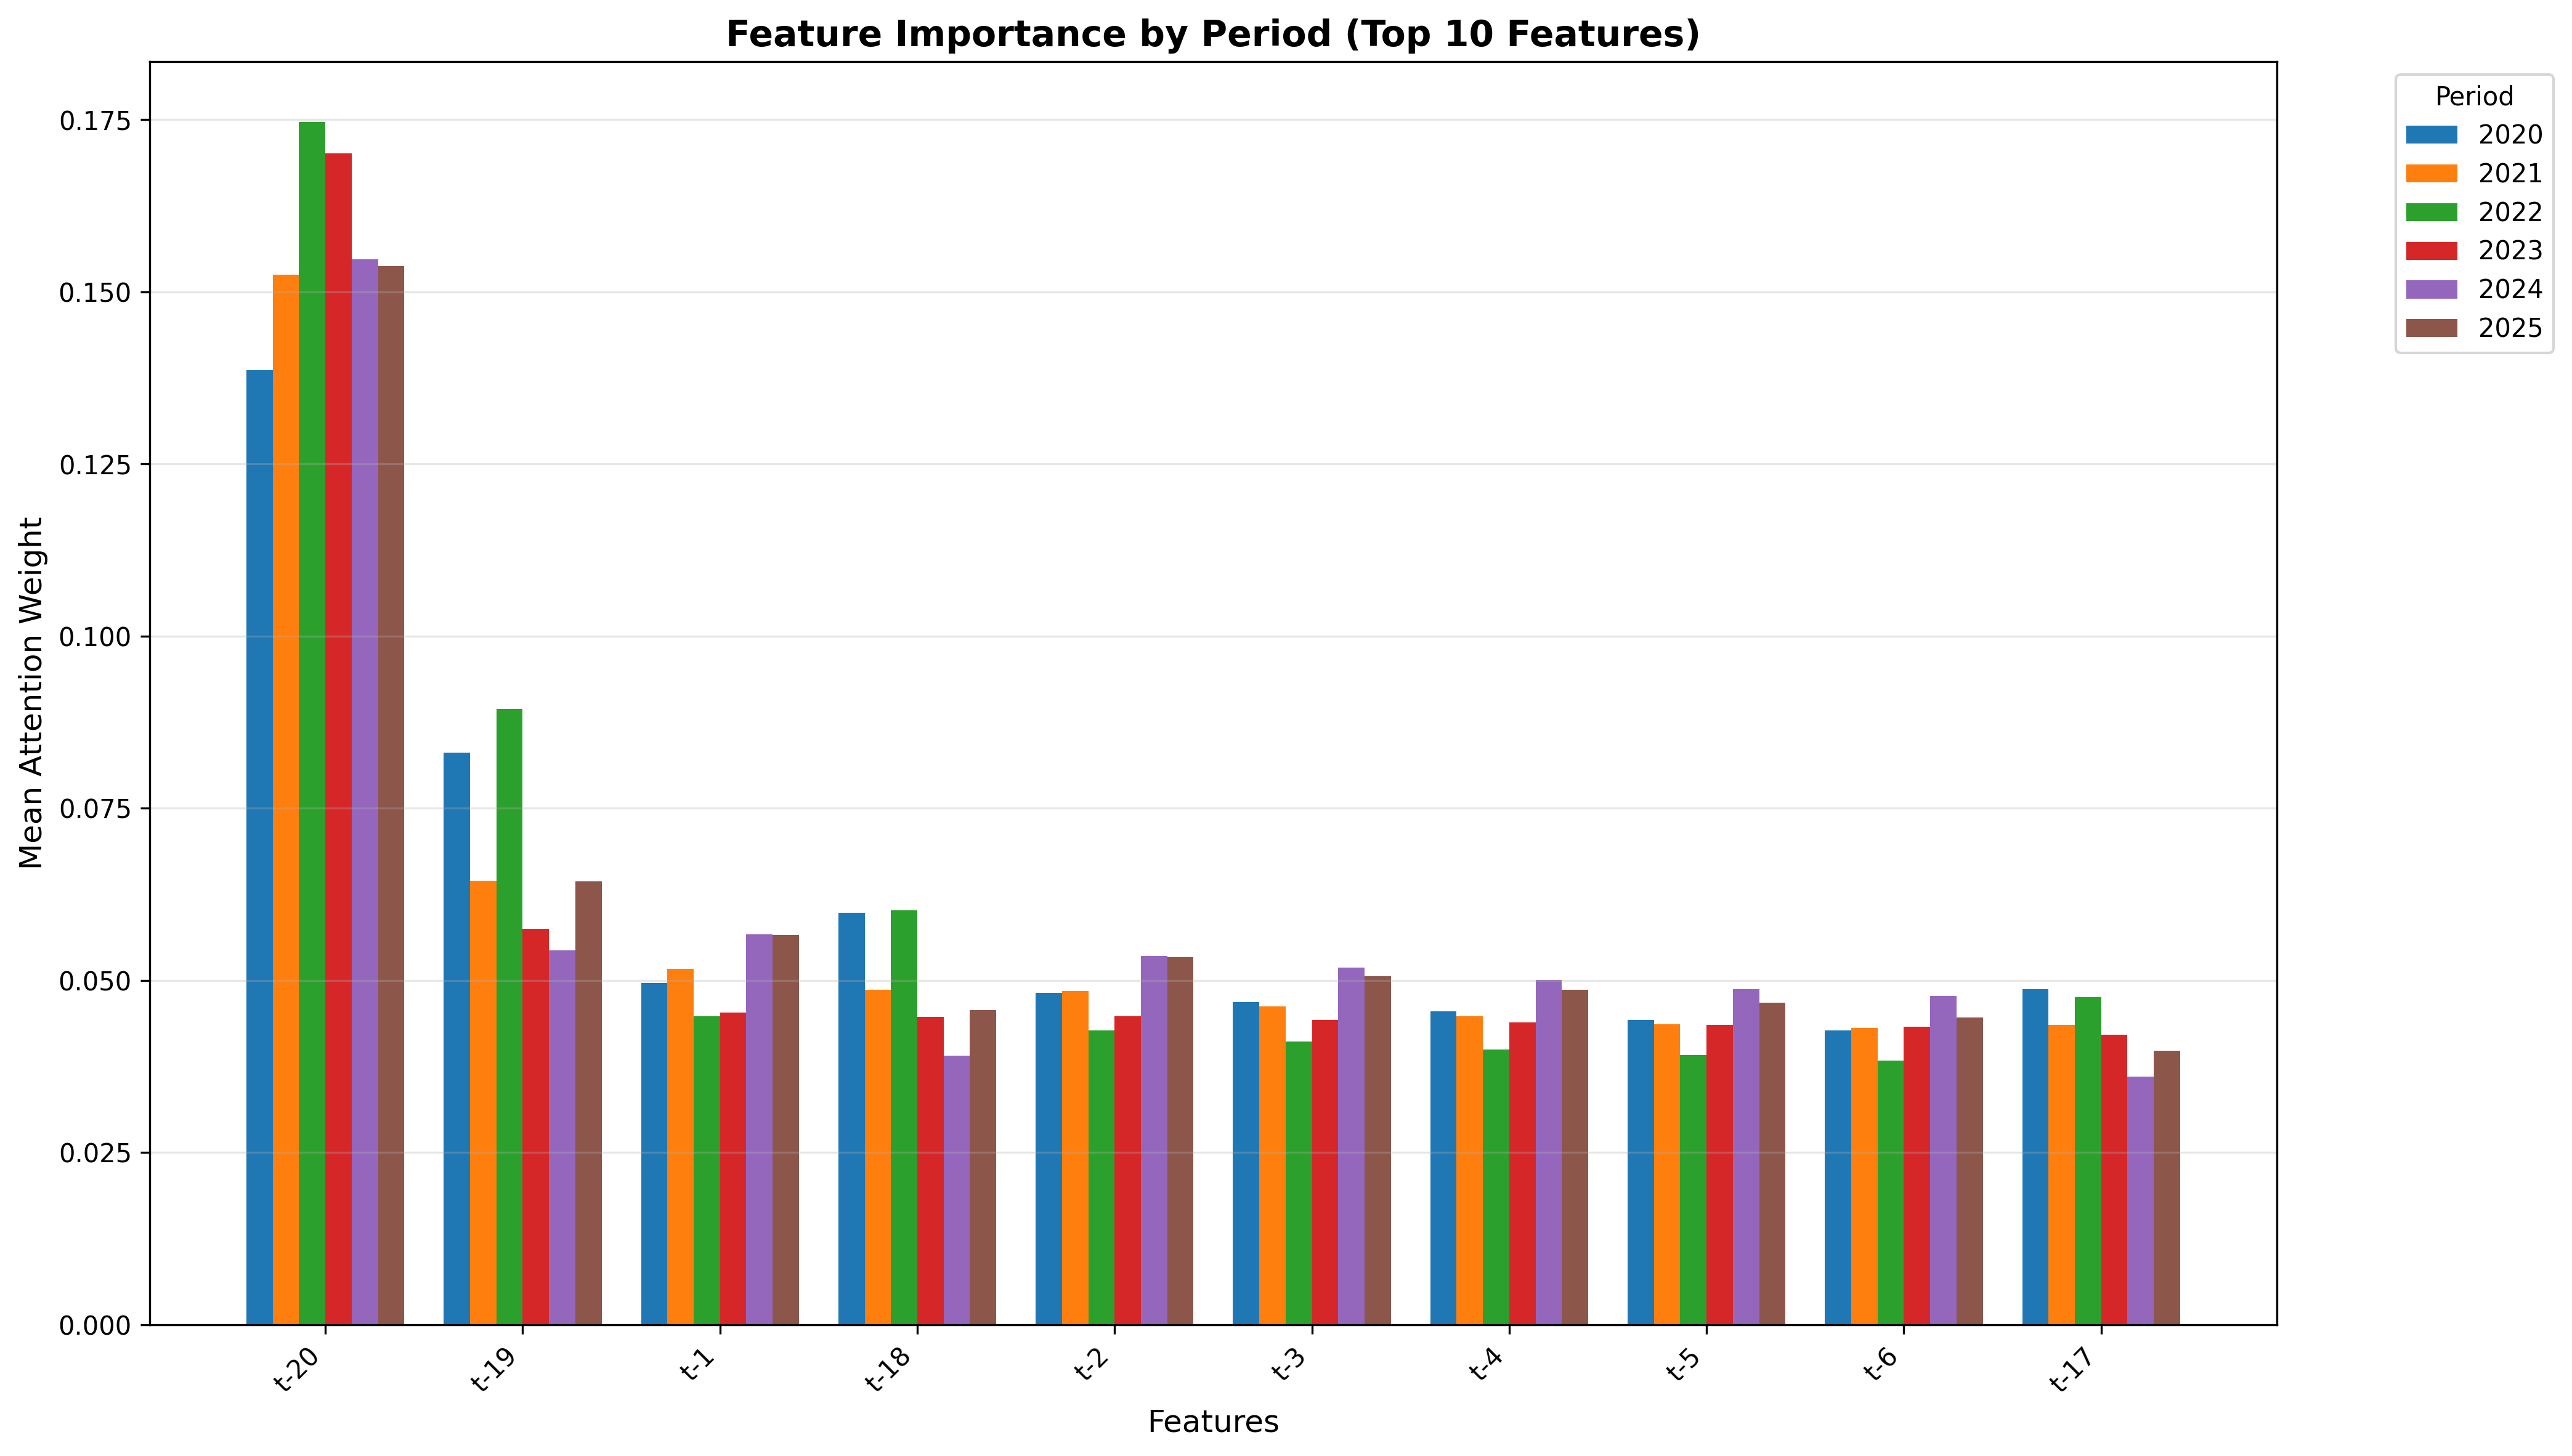 Feature Importance by Period (Top 10 Features)
Period
2020
2021
2022
2023
2024
2025
Mean Attention Weight
0.175
0.150
0.125
0.100
0.075
0.050
0.025
0.000
t-20
t-19
t-1
t-18
t-2
t-3
t-4
t-5
t-6
t-17
Features